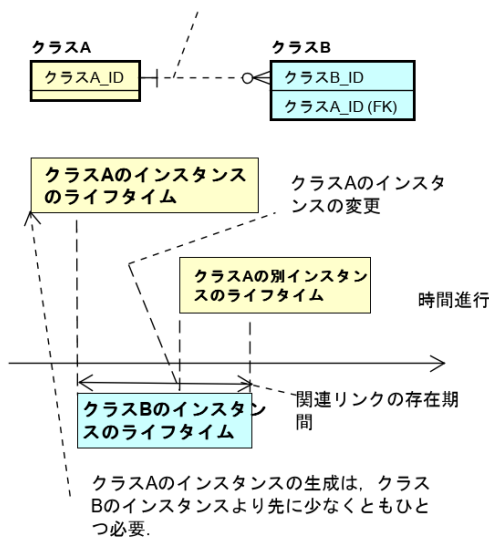 クラスA
クラスB
クラスA_ID
クラスB_ID
クラスA_ID (FK)
クラスAのインスタンス
のライフタイム
クラスAのインスタ
ンスの変更
クラスAの別インスタン
スのライフタイム
時間進行
クラスBのインスタン
スのライフタイム
関連リンクの存在期
間
クラスAのインスタンスの生成は，クラス
Bのインスタンスより先に少なくともひと
つ必要.